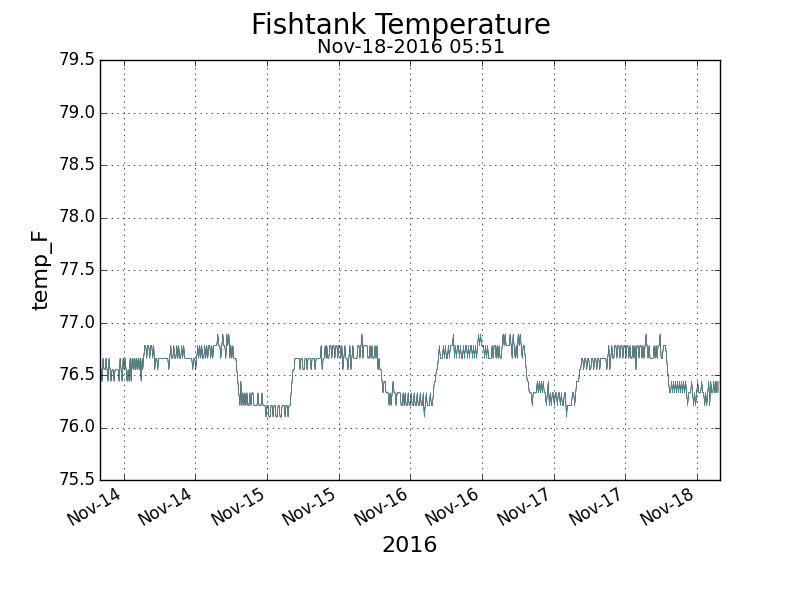 Fishtank Temperature
Nov-18-2016 05:51
79.5
79.0
78.5
78.0
77.5
77.0
76.5
76.0
75.5
temp_F
Nov-14
Nov-14
Nov-15
Nov-15
Nov-16
Nov-16
Nov-17
Nov-17
Nov-18
2016